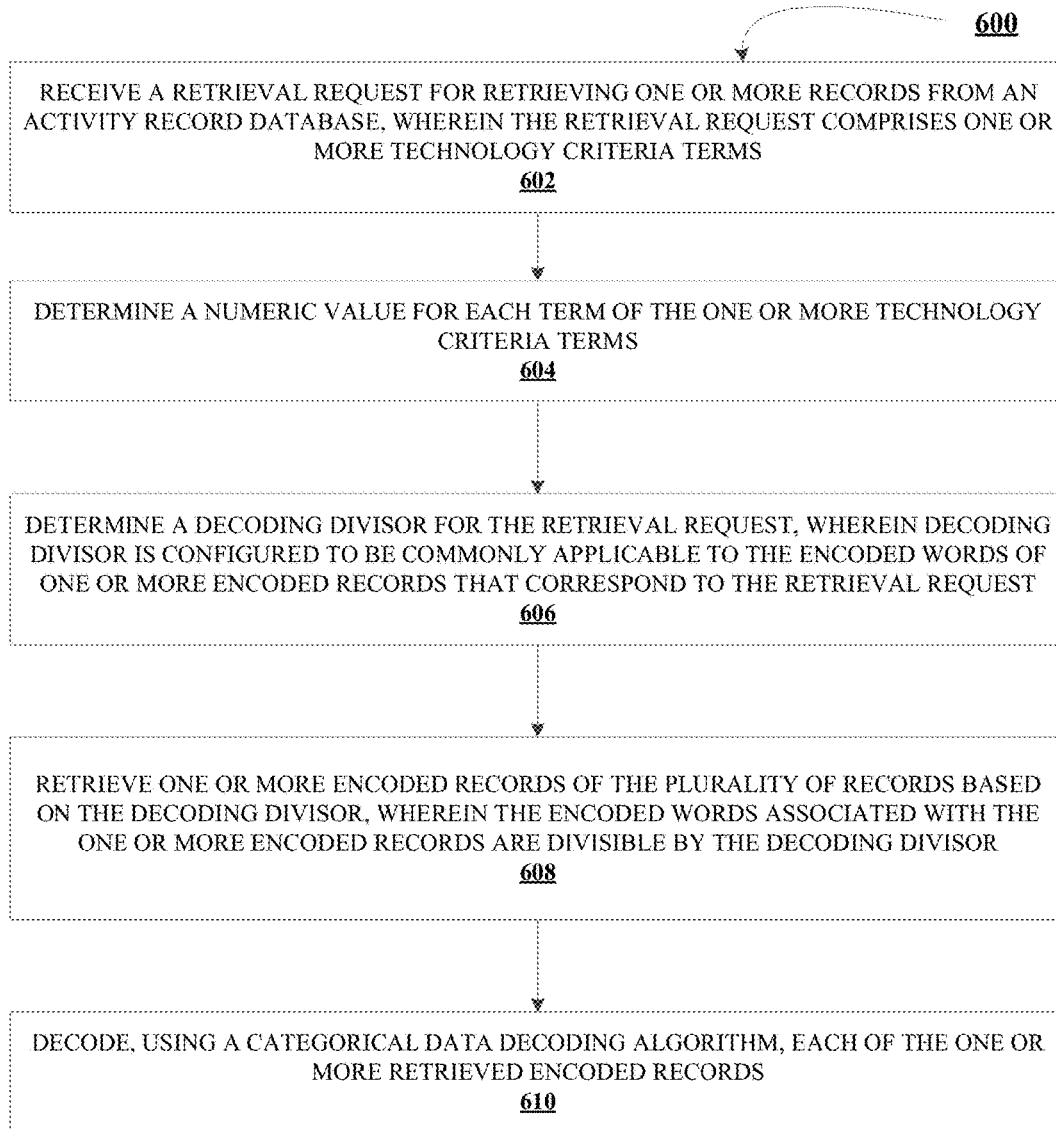 600
RECEIVE A RETRIEVAL REQUEST FOR RETRIEVING ONE OR MORE RECORDS FROM AN
ACTIVITY RECORD DATABASE, WHEREIN THE RETRIEVAL REQUEST COMPRISES ONE OR
MORE TECHNOLOGY CRITERIA TERMS
602
DETERMINE A NUMERIC VALUE FOR EACH TERM OF THE ONE OR MORE TECHNOLOGY
CRITERIA TERMS
604
DETERMINE A DECODING DIVISOR FOR THE RETRIEVAL REQUEST, WHEREIN DECODING
DIVISOR IS CONFIGURED TO BE COMMONLY APPLICABLE TO THE ENCODED WORDS OF
ONE OR MORE ENCODED RECORDS THAT CORRESPOND TO THE RETRIEVAL REQUEST
606
RETRIEVE ONE OR MORE ENCODED RECORDS OF THE PLURALITY OF RECORDS BASED
ON THE DECODING DIVISOR, WHEREIN THE ENCODED WORDS ASSOCIATED WITH THE
ONE OR MORE ENCODED RECORDS ARE DIVISIBLE BY THE DECODING DIVISOR
608
DECODE, USING A CATEGORICAL DATA DECODING ALGORITHM, EACH OF THE ONE OR
MORE RETRIEVED ENCODED RECORDS
610